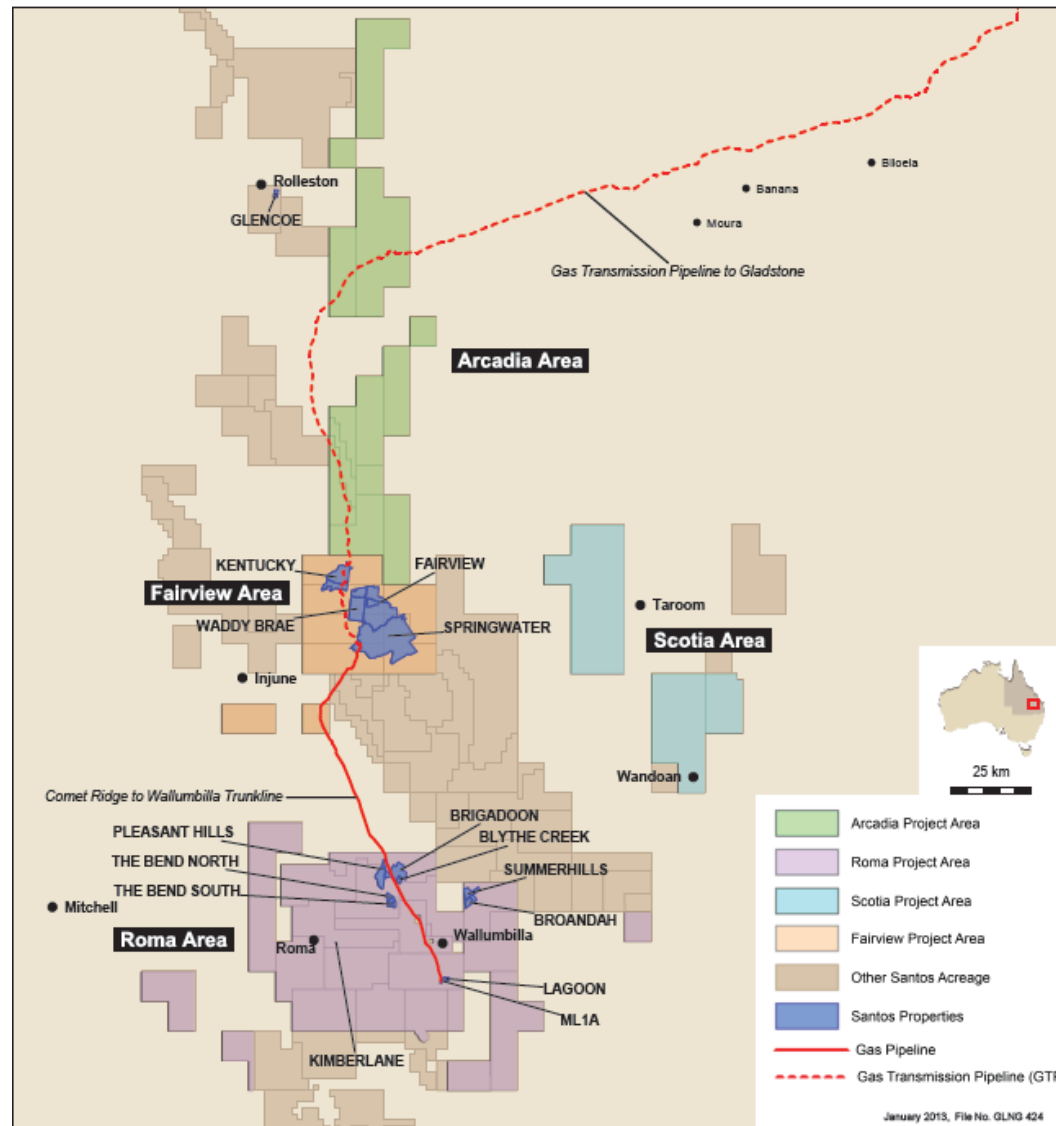 Biloela
Banana
Rolleston
GLENCOE
Moura
Gas Transmission Pipeline to Gladstone
Arcadia Area
KENTUCKY
FAIRVIEW
Fairview Area
Taroom
WADDY BRAE
SPRINGWATER
Scotia Area
Injune
25 km
Wandoan
Comet Ridge to Wallumbilla Trunkline
BRIGADOON
PLEASANT HILLS
BLYTHE CREEK
THE BEND NORTH
SUMMERHILLS
THE BEND SOUTH
Mitchell
BROANDAH
Roma Area
Roma
Wallumbilla
LAGOON
ML1A
KIMBERLANE
Arcadia Project Area
Roma Project Area
Scotia Project Area
Fairview Project Area
Other Santos Acreage
Santos Properties
Gas Pipeline
Gas Transmission Pipeline (GTP
January 2013, File No. GLNG 424